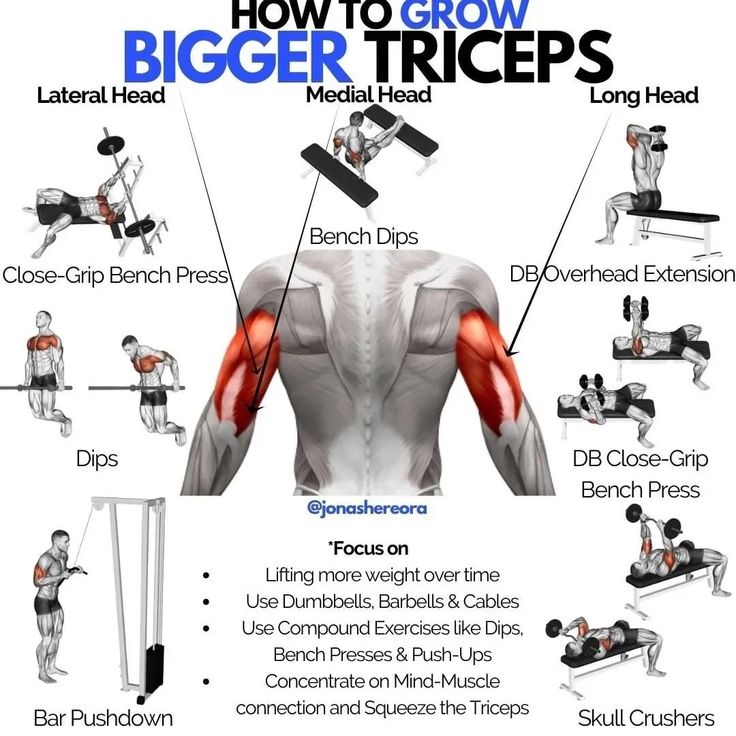 HOW TO GROW
BIGGER TRICEPS
Lateral Head
Medial Head
Long Head
Close-Grip Bench Press
Bench Dips
DB Overhead Extension
Dips
DB Close-Grip
Bench Press
@jonashereora
*Focus on
• Lifting more weight over time
• Use Dumbbells, Barbells & Cables
• Use Compound Exercises like Dips,
Bench Presses & Push-Ups
• Concentrate on Mind-Muscle
connection and Squeeze the Triceps
Bar Pushdown
Skull Crushers